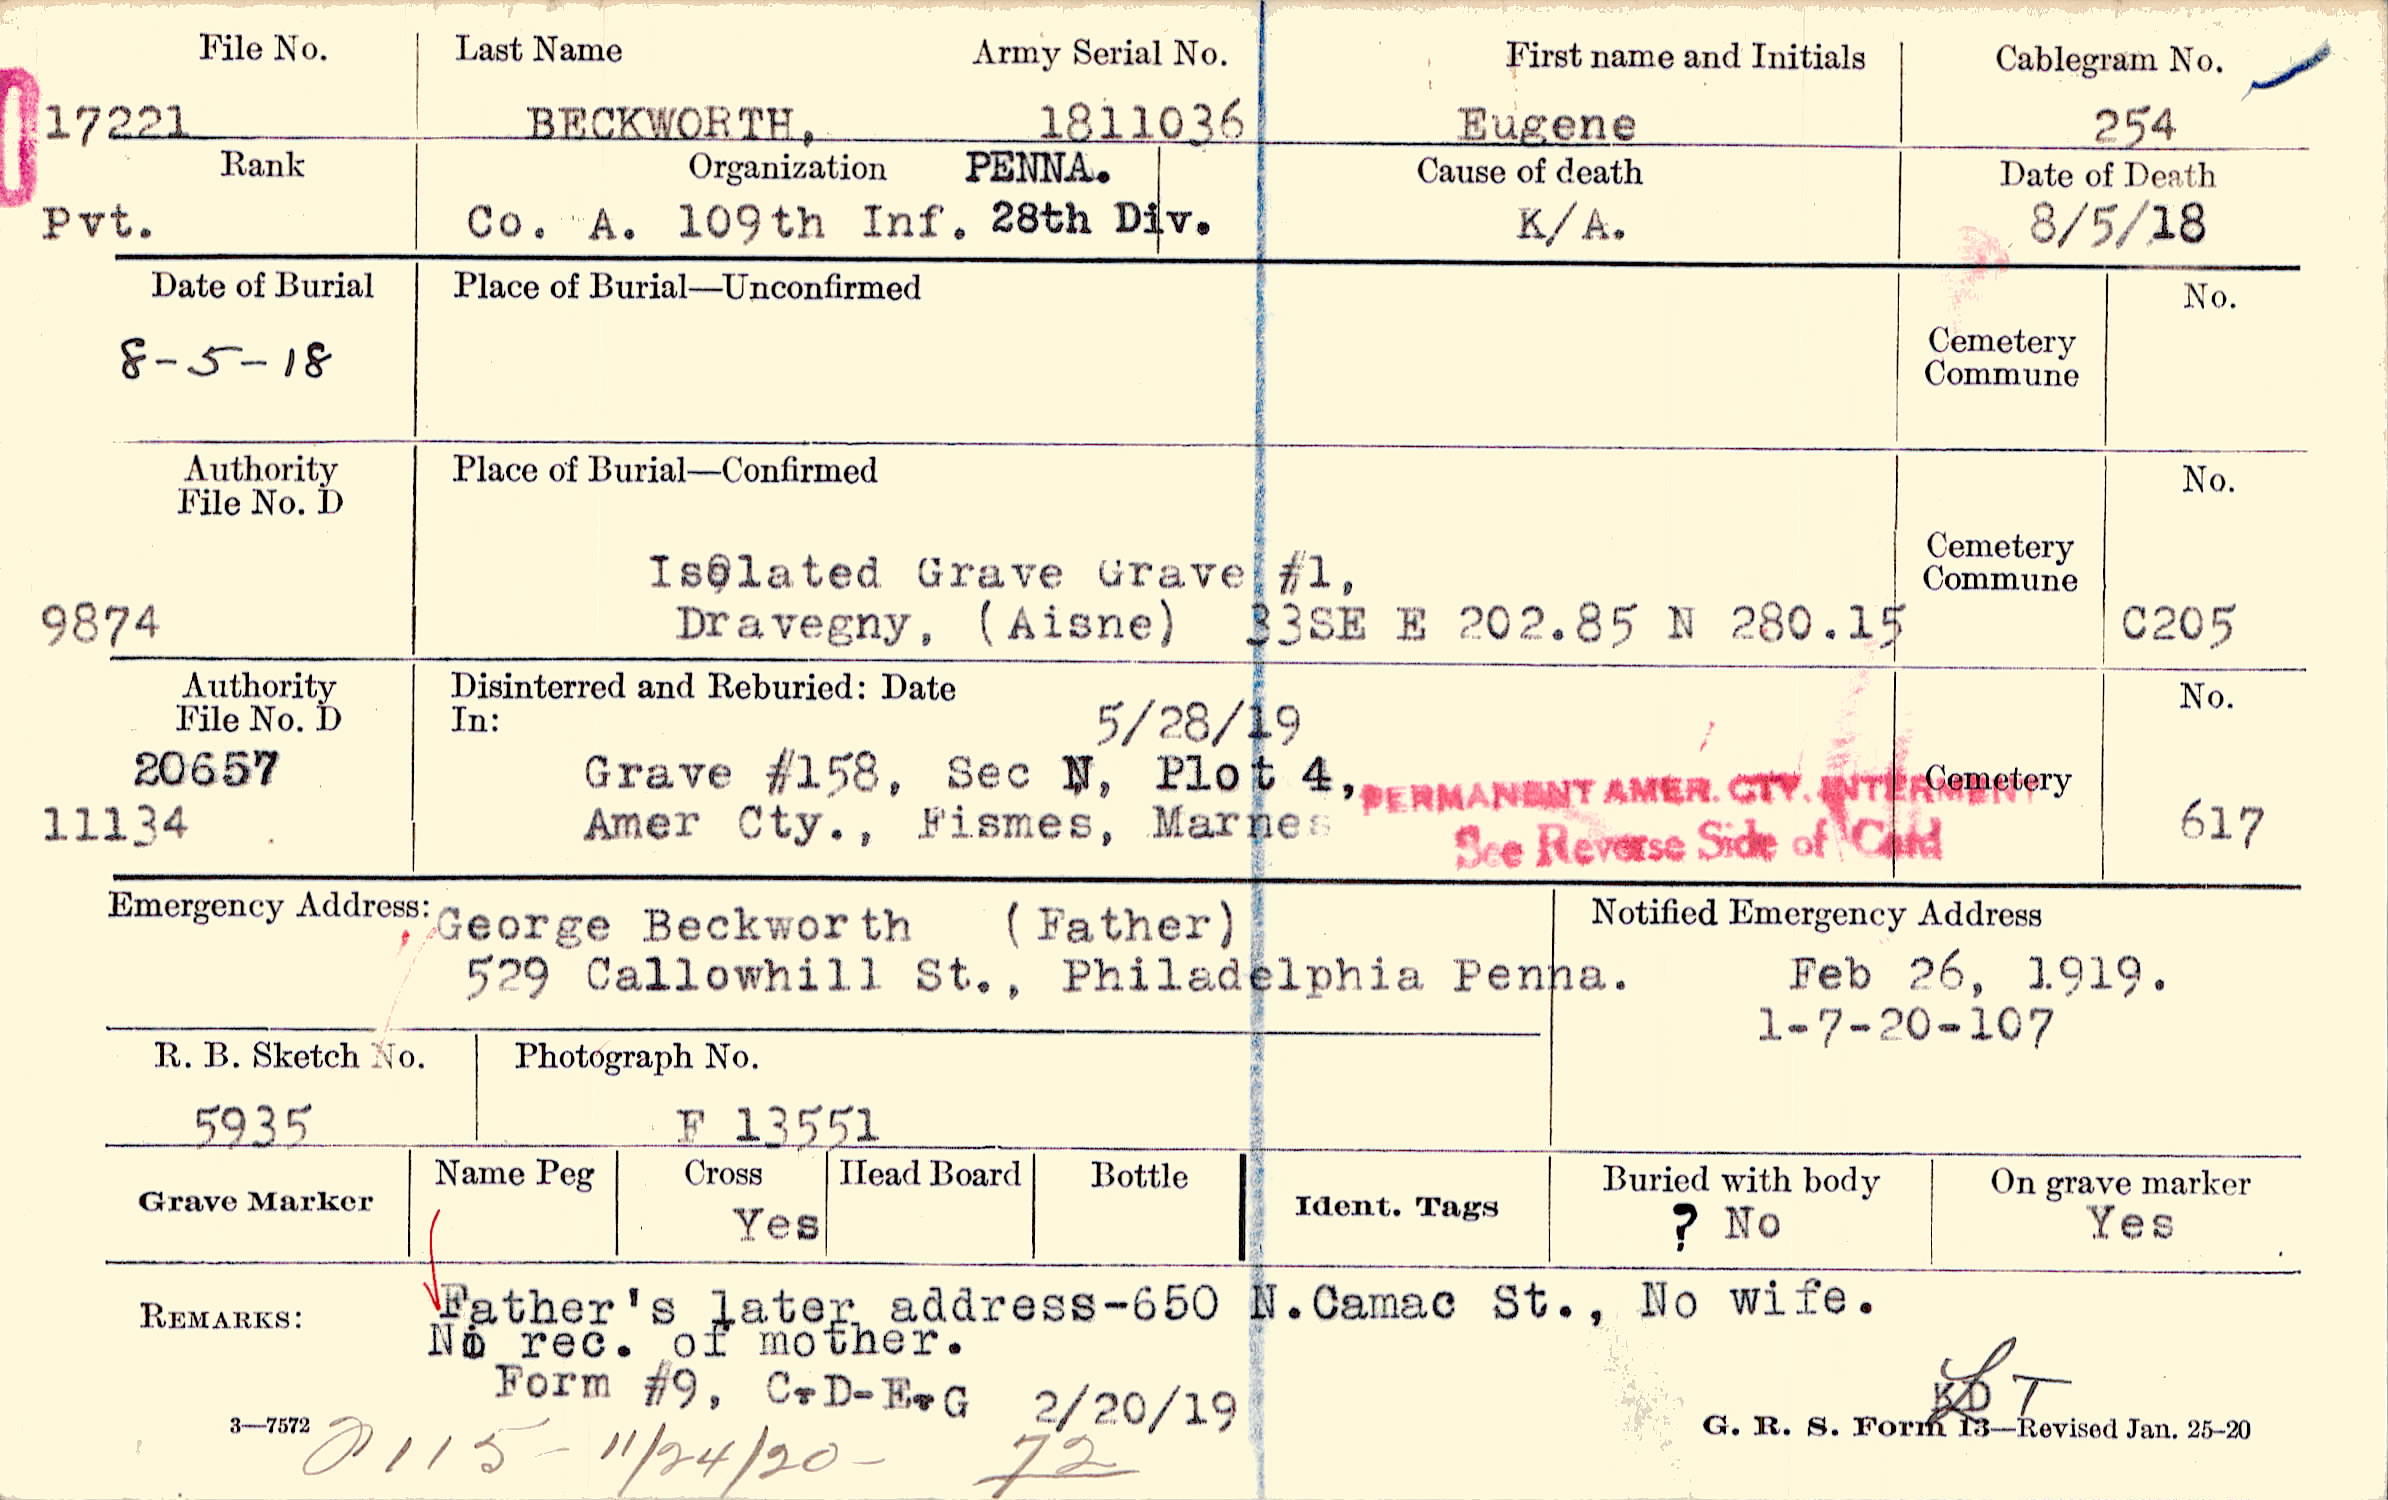 File No. Last Name Army Serial No. First name and Initials Cablegram No.
17221 BECKWORTH, 1811036 Eugene 254
Rank Organization PENNA. Cause of death Date of Death
Pvt. Co. A. 109th Inf. 28th Div. K/A. 8/5/18
Date of Burial Place of Burial—Unconfirmed No.
Cemetery
Commune
8-5-18
Authority Place of Burial—Confirmed No.
File No. D
Cemetery
Commune
Isolated Grave Grave #1,
9874 Dravegny, (Aisne) 33SE E 202.85 N 280.15 C205
Authority Disinterred and Reburied: Date No.
File No. D In: 5/28/19
20657 Grave #158, Sec N, Plot 4, PERMANENT AMER. CTY. INTERMENT Cemetery
11134 Amer Cty., Fismes, Marnes See Reverse Side of Card 617
Emergency Address: George Beckworth (Father) Notified Emergency Address
529 Callowhill St., Philadelphia Penna. Feb 26, 1919.
1-7-20-107
R. B. Sketch No. Photograph No.
5935 F 13551
Grave Marker Name Peg Cross Head Board Bottle Ident. Tags Buried with body On grave marker
Yes ? No Yes
REMARKS: Father's later address-650 N.Camac St., No wife.
No rec. of mother.
Form #9, C-D-E-G 2/20/19
KD
3—7572 G. R. S. Form 13—Revised Jan. 25-20
115- 11/24/20- 72